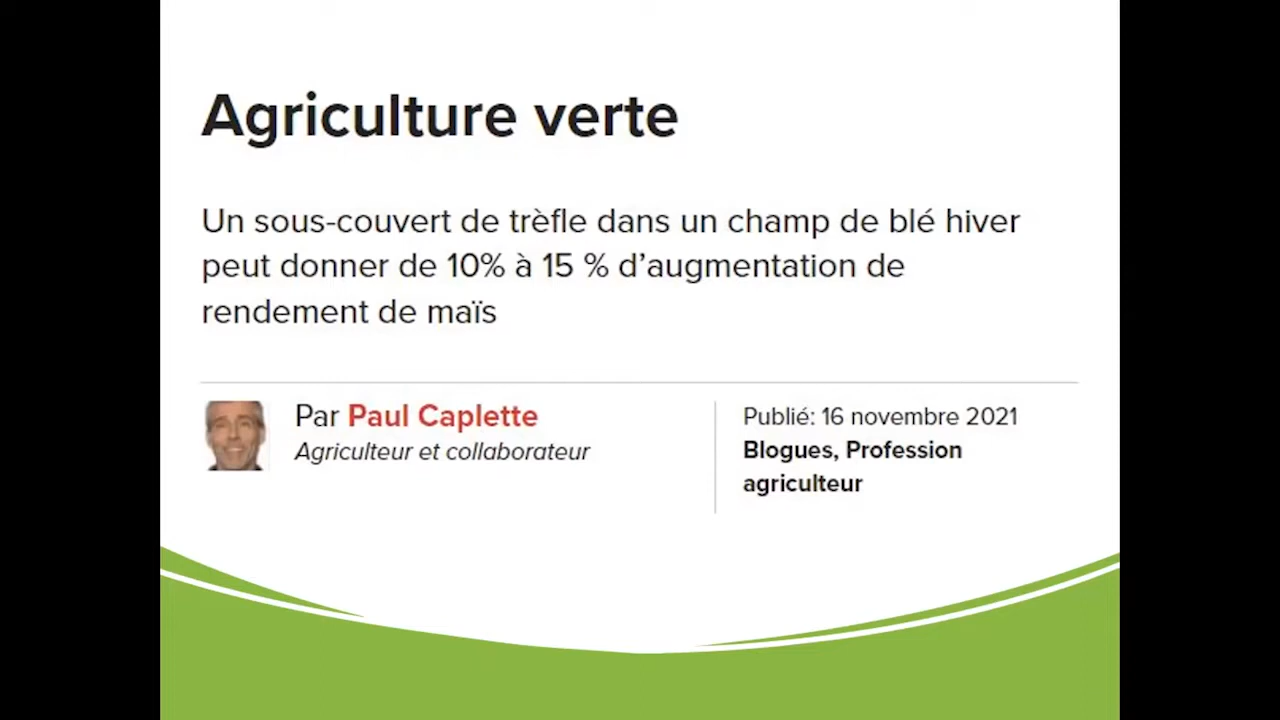 Agriculture verte
Un sous-couvert de trèfle dans un champ de blé hiver
peut donner de 10% à 15 % d’augmentation de
rendement de maïs
Par Paul Caplette
Agriculteur et collaborateur
Publié: 16 novembre 2021
Blogues, Profession
agriculteur